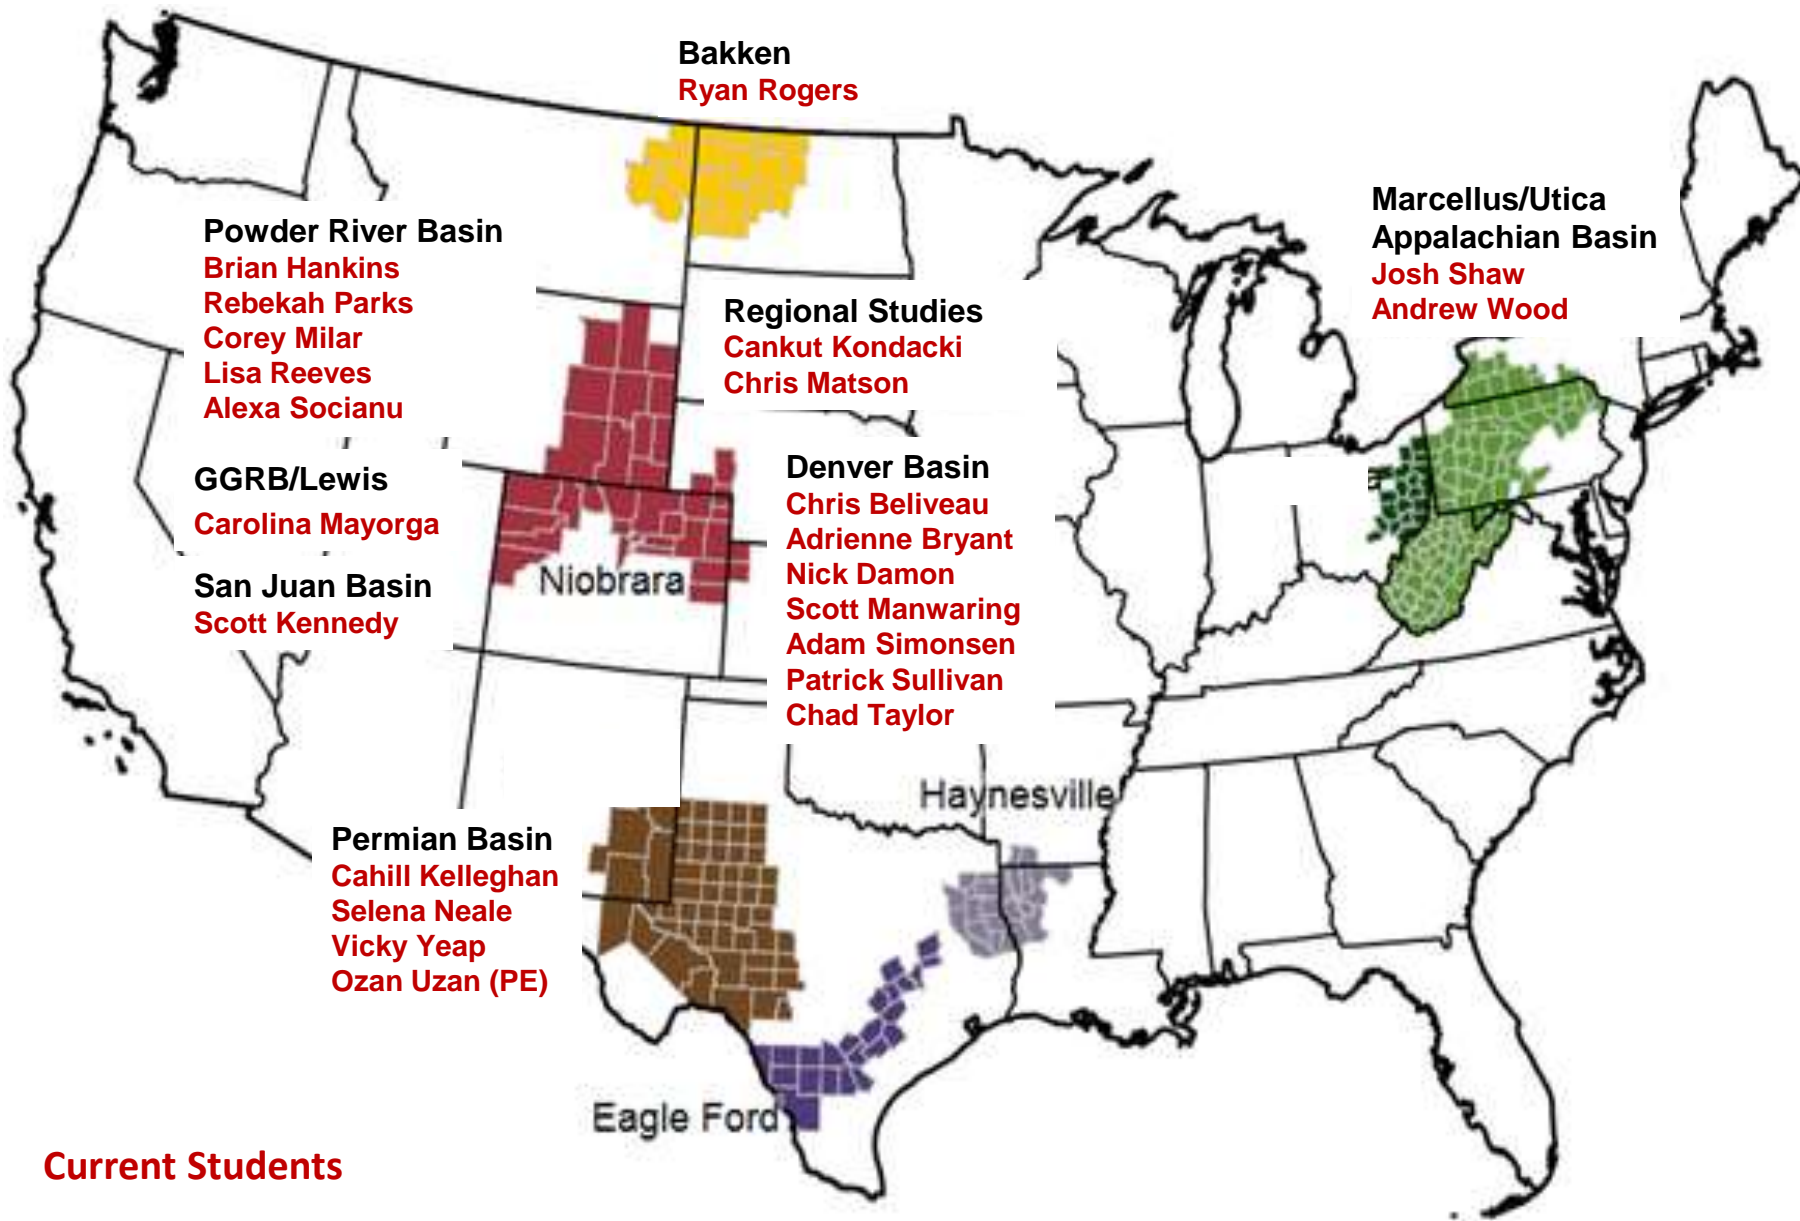 Bakken
Ryan Rogers
Marcellus/Utica
Appalachian Basin
Josh Shaw
Andrew Wood
Powder River Basin
Brian Hankins
Rebekah Parks
Corey Milar
Lisa Reeves
Alexa Socianu
Regional Studies
Cankut Kondacki
Chris Matson
GGRB/Lewis
Carolina Mayorga
Denver Basin
Chris Beliveau
Adrienne Bryant
Nick Damon
Scott Manwaring
Adam Simonsen
Patrick Sullivan
Chad Taylor
San Juan Basin
Scott Kennedy
Niobrara
Haynesville
Permian Basin
Cahill Kelleghan
Selena Neale
Vicky Yeap
Ozan Uzan (PE)
Eagle Ford
Current Students